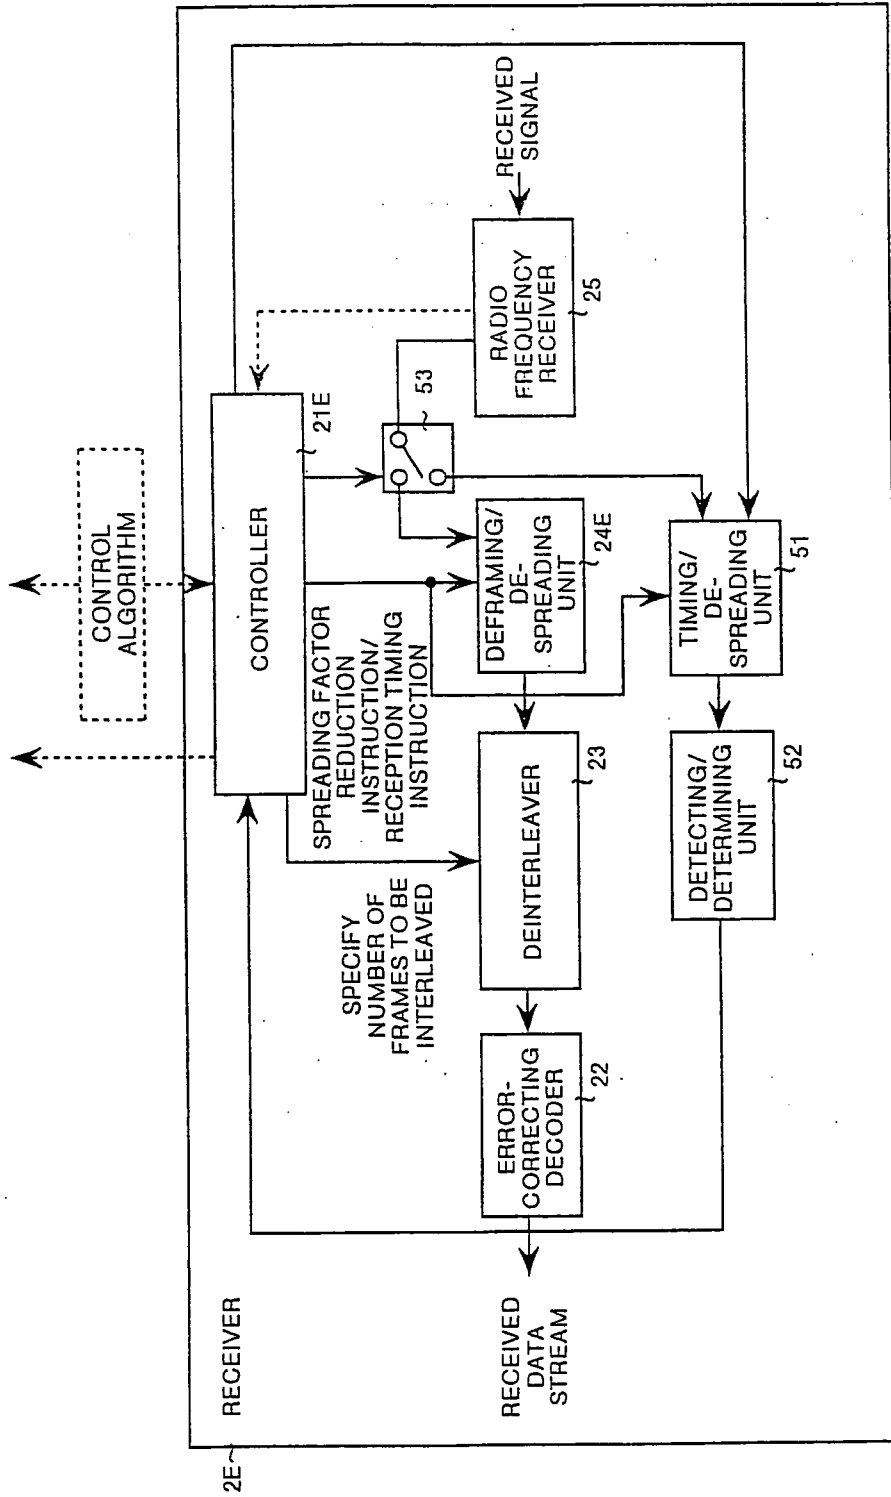 2E
RECEIVER
CONTROL
ALGORITHM
CONTROLLER
21E
SPREADING FACTOR
REDUCTION
INSTRUCTION/
RECEPTION TIMING
INSTRUCTION
SPECIFY
NUMBER OF
FRAMES TO BE
INTERLEAVED
53
RECEIVED
DATA
STREAM
ERROR-
CORRECTING
DECODER
22
DEINTERLEAVER
23
DEFRAMING/
DE-
SPREADING
UNIT
24E
RADIO
FREQUENCY
RECEIVER
25
RECEIVED
SIGNAL
DETECTING/
DETERMINING
UNIT
52
TIMING/
DE-
SPREADING
UNIT
51